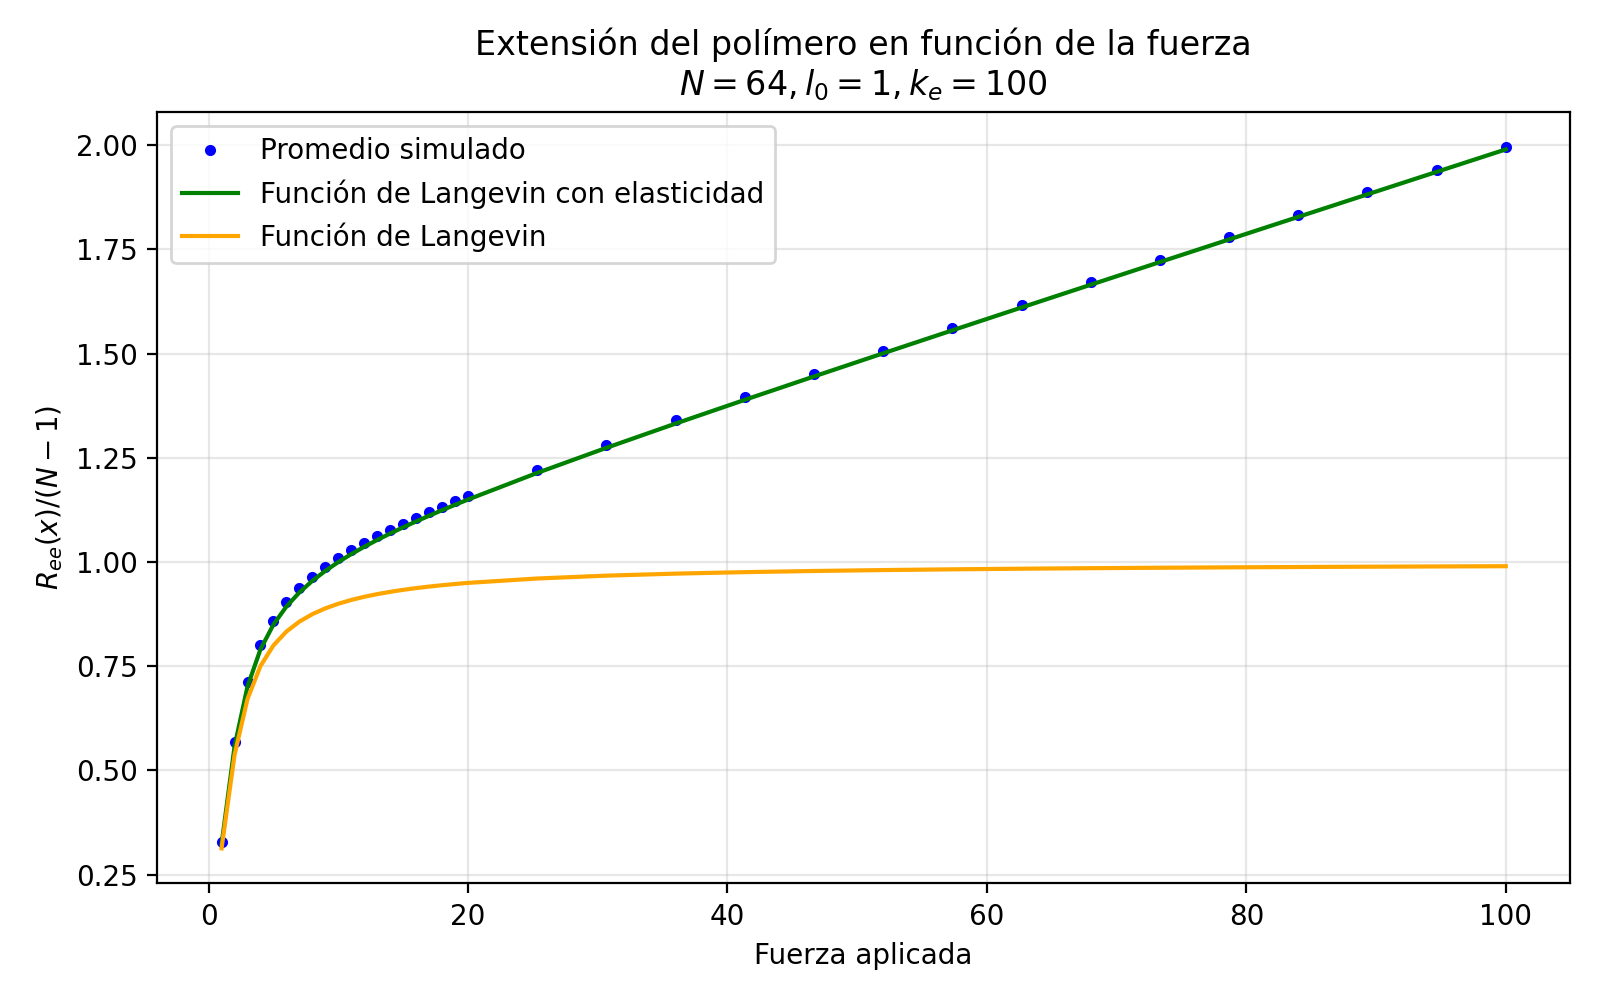 Extensión del polímero en función de la fuerza
N = 64, l₀ = 1, kₑ = 100
Promedio simulado
Función de Langevin con elasticidad
Función de Langevin
2.00
1.75
1.50
1.25
1.00
0.75
0.50
0.25
Rₑₑ(x)/(N − 1)
0 20 40 60 80 100
Fuerza aplicada